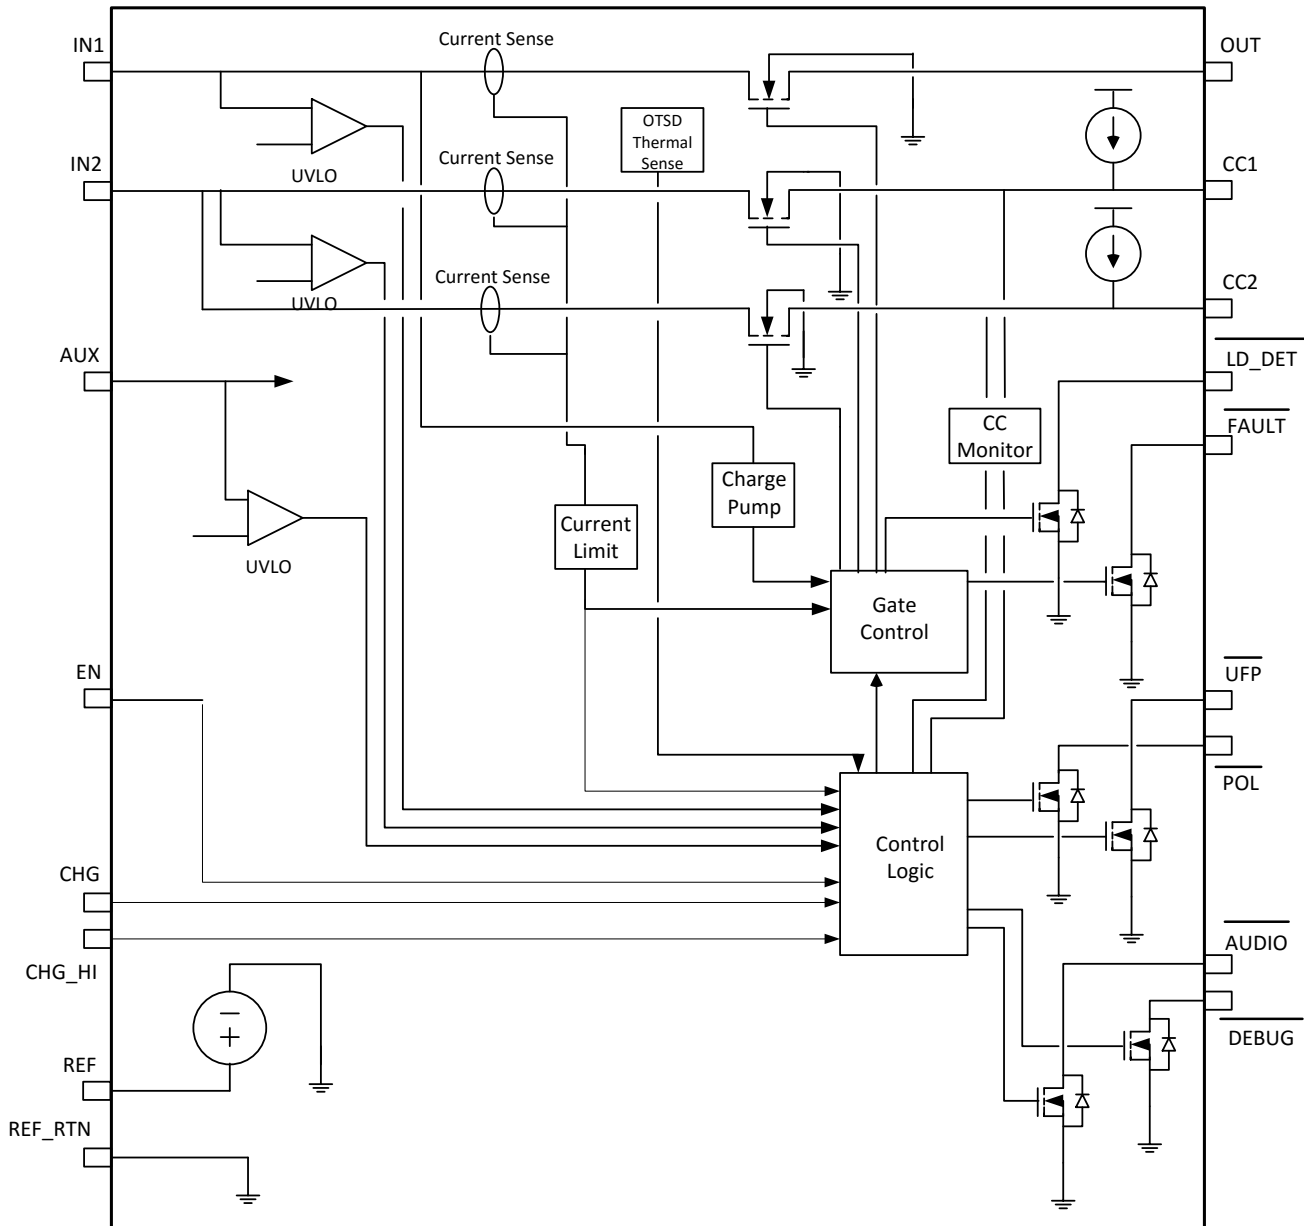 IN1
Current Sense
OUT
OTSD
Thermal
Sense
UVLO
IN2
Current Sense
CC1
UVLO
Current Sense
CC2
AUX
LD_DET
FAULT
CC
Monitor
Charge
Pump
Current
Limit
UVLO
Gate
Control
EN
UFP
POL
Control
Logic
CHG
AUDIO
CHG_HI
−
+
DEBUG
REF
REF_RTN